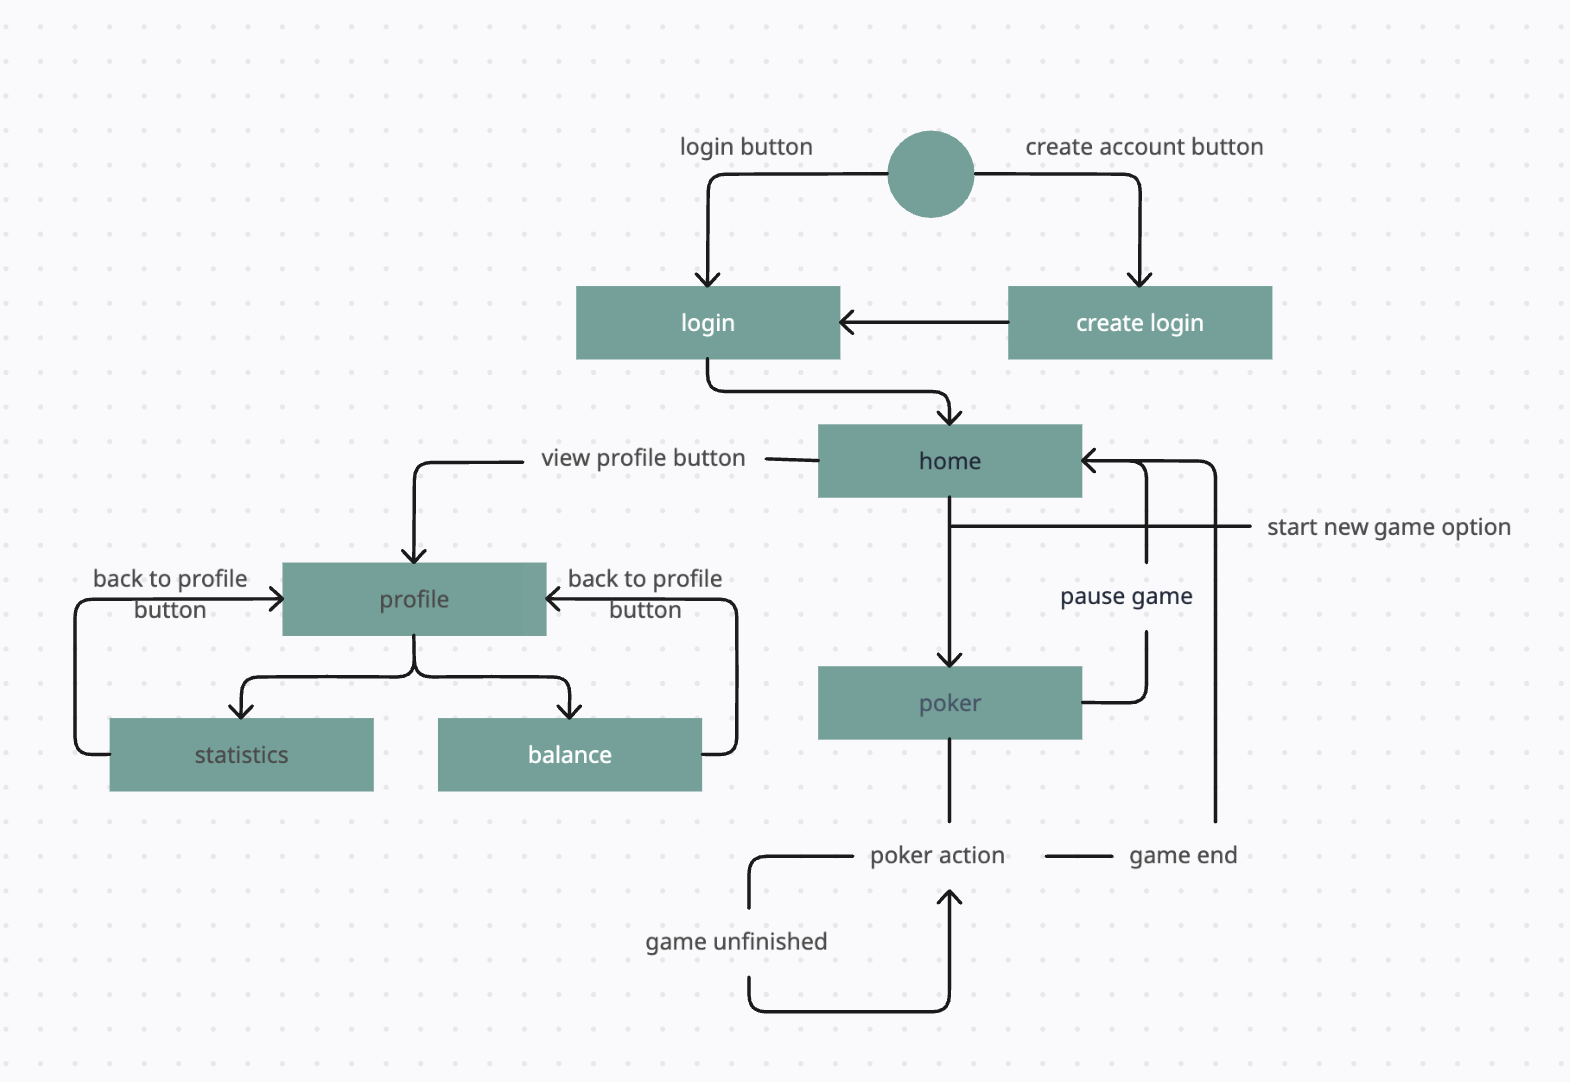 login button
create account button
login
create login
view profile button
home
start new game option
back to profile
button
profile
back to profile
button
pause game
poker
statistics
balance
poker action
game end
game unfinished